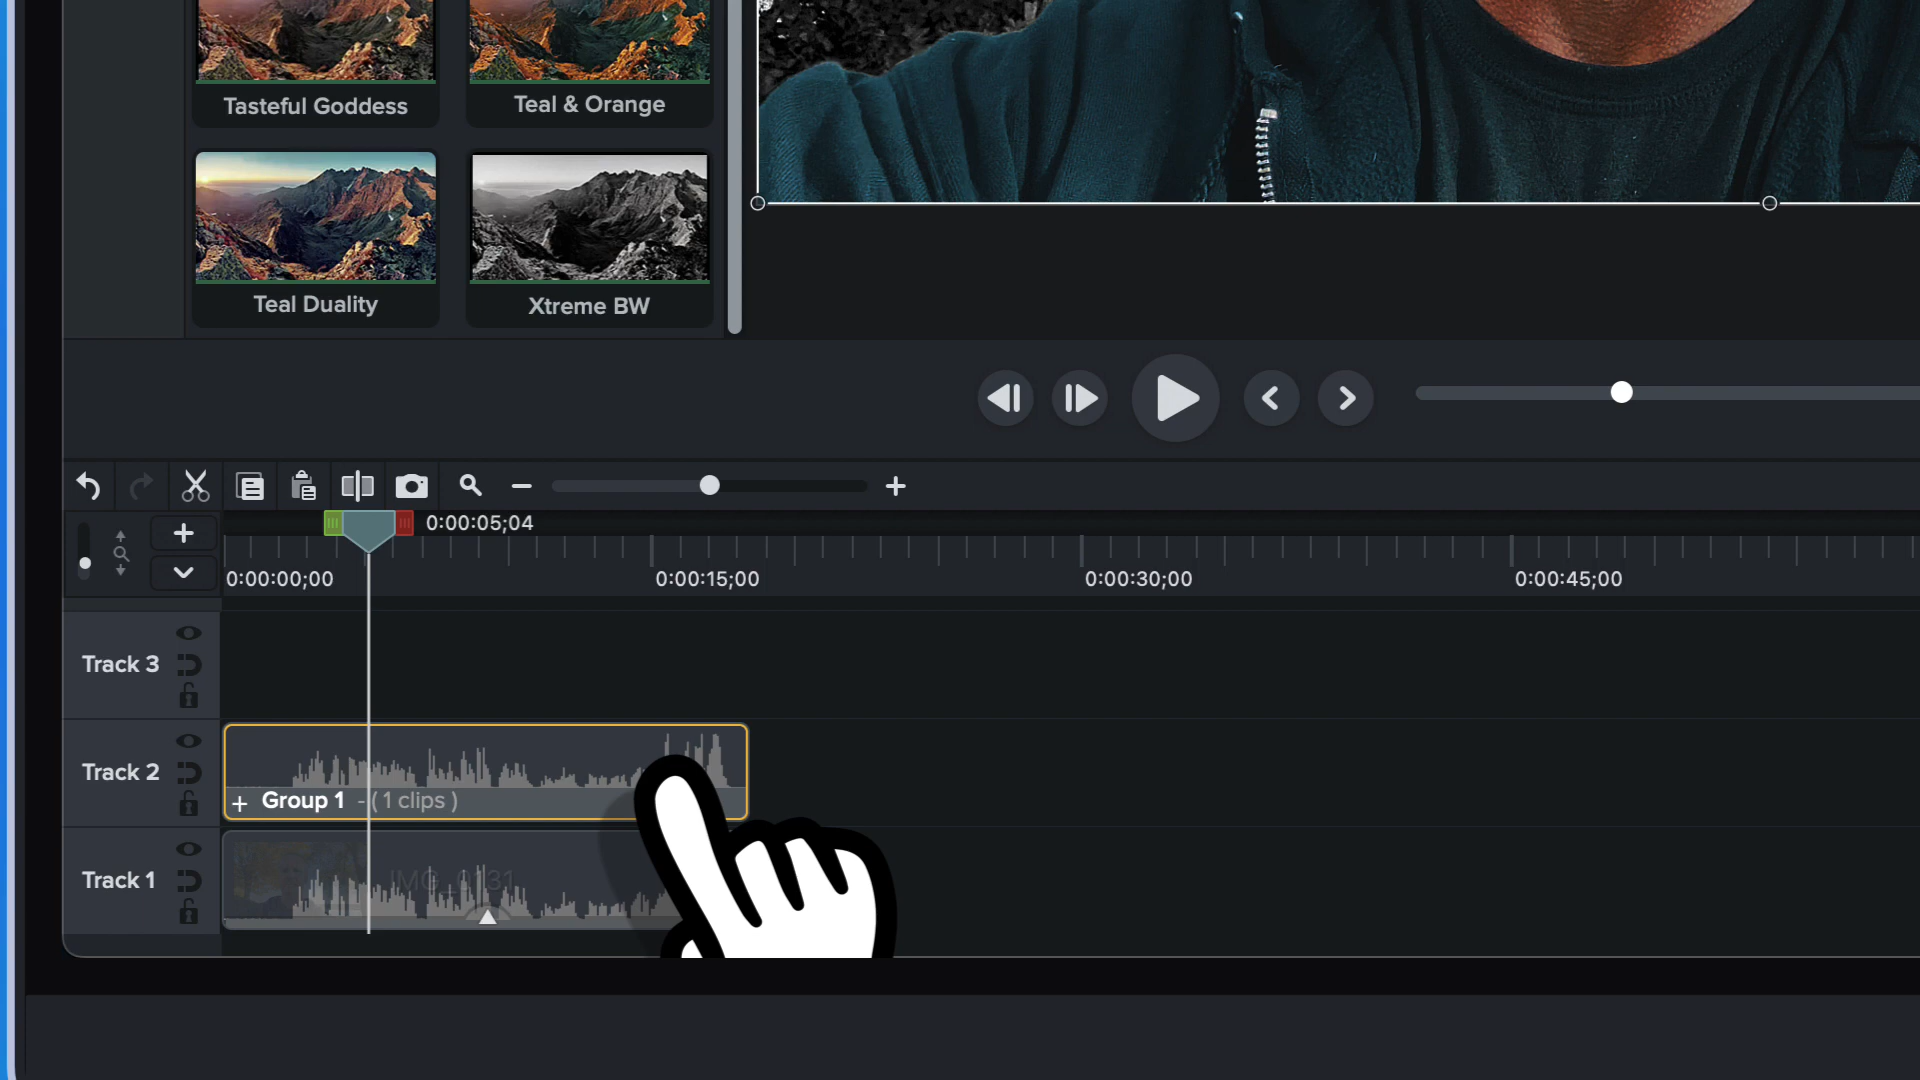 Tasteful Goddess
Teal & Orange
Teal Duality
Xtreme BW
0:00:05;04
0:00:00;00
0:00:15;00
0:00:30;00
0:00:45;00
Track 3
Track 2
+ Group 1 - ( 1 clips )
Track 1
IMG_0131